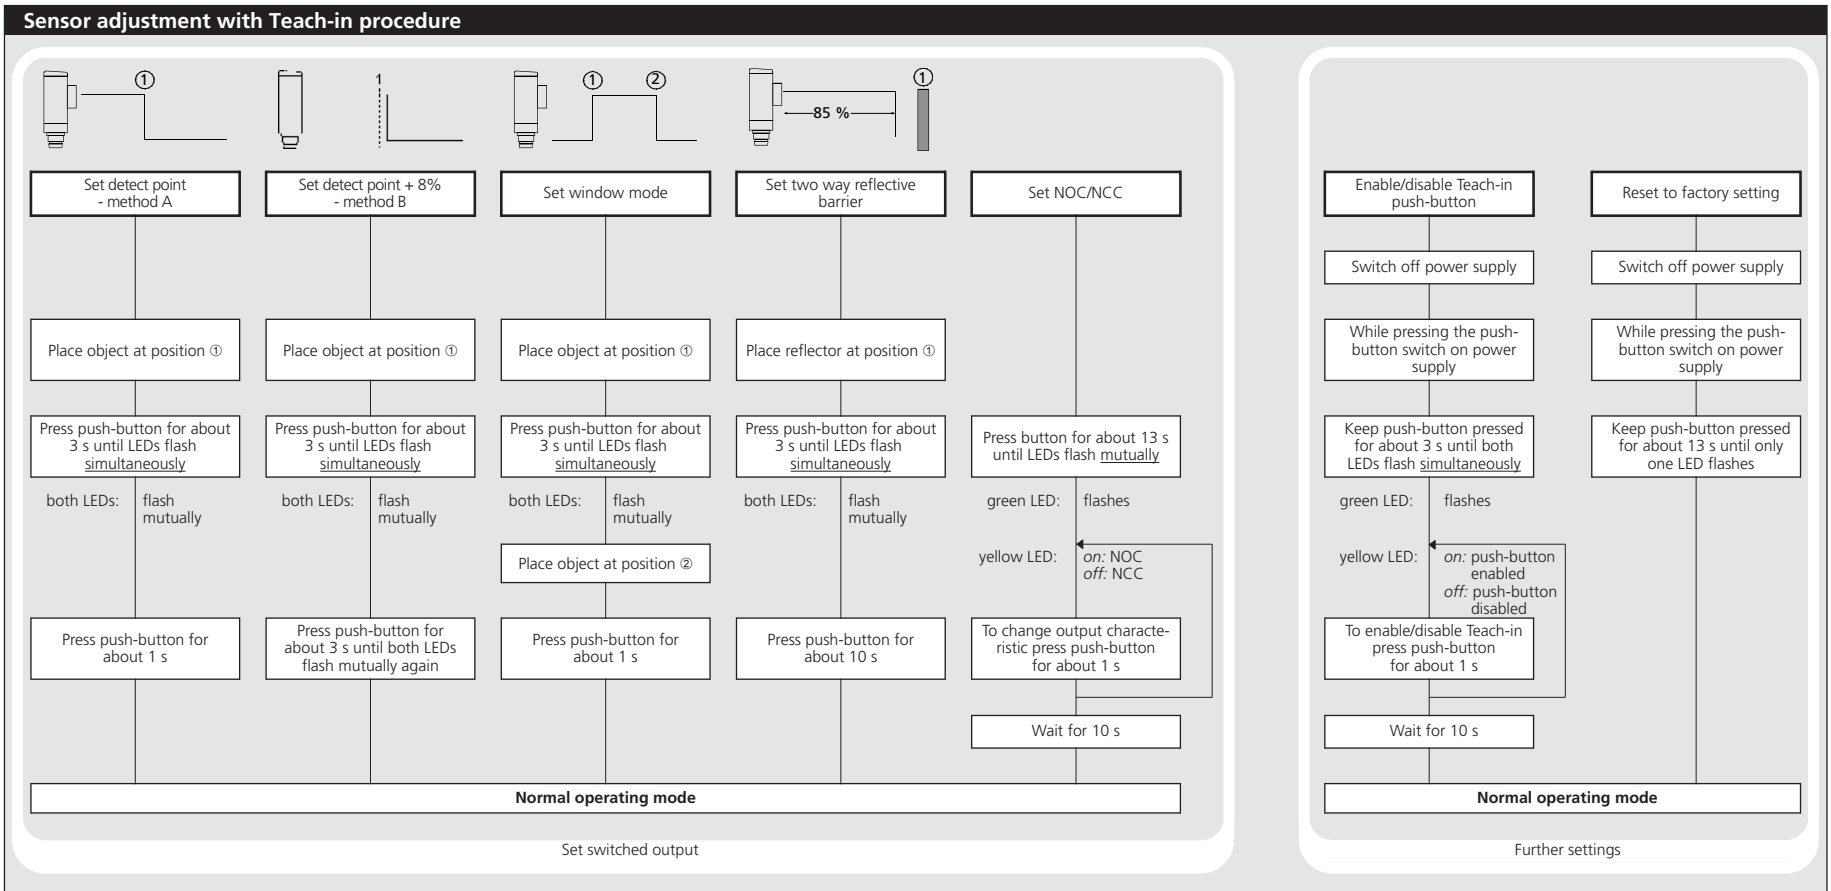 Sensor adjustment with Teach-in procedure
①
1
① ②
85 %
①
Set detect point
- method A
Place object at position ①
Press push-button for about
3 s until LEDs flash
simultaneously
both LEDs: flash
mutually
Press push-button for
about 1 s
Set detect point + 8%
- method B
Place object at position ①
Press push-button for about
3 s until LEDs flash
simultaneously
both LEDs: flash
mutually
Press push-button for
about 3 s until both LEDs
flash mutually again
Set window mode
Place object at position ①
Press push-button for about
3 s until LEDs flash
simultaneously
both LEDs: flash
mutually
Place object at position ②
Press push-button for
about 1 s
Set two way reflective
barrier
Place reflector at position ①
Press push-button for about
3 s until LEDs flash
simultaneously
both LEDs: flash
mutually
Press push-button for
about 10 s
Set NOC/NCC
Press button for about 13 s
until LEDs flash mutually
green LED: flashes
yellow LED: on: NOC
off: NCC
To change output characte-
ristic press push-button
for about 1 s
Wait for 10 s
Normal operating mode
Set switched output
Enable/disable Teach-in
push-button
Switch off power supply
While pressing the push-
button switch on power
supply
Keep push-button pressed
for about 3 s until both
LEDs flash simultaneously
green LED: flashes
yellow LED: on: push-button
enabled
off: push-button
disabled
To enable/disable Teach-in
press push-button
for about 1 s
Wait for 10 s
Reset to factory setting
Switch off power supply
While pressing the push-
button switch on power
supply
Keep push-button pressed
for about 13 s until only
one LED flashes
Normal operating mode
Further settings